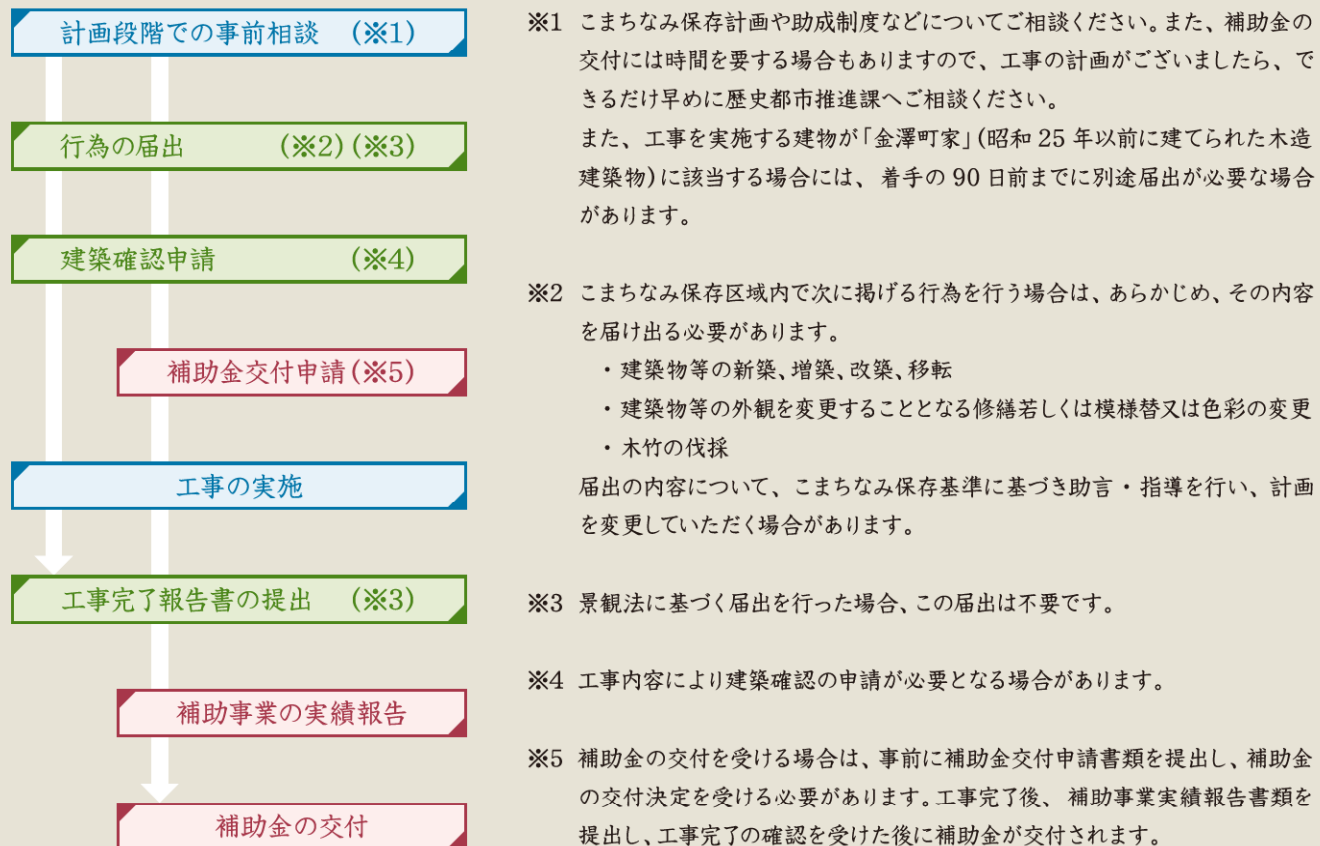 計画段階での事前相談 (※1)
行為の届出 (※2)(※3)
建築確認申請 (※4)
補助金交付申請(※5)
工事の実施
工事完了報告書の提出 (※3)
補助事業の実績報告
補助金の交付
※1 こまちなみ保存計画や助成制度などについてご相談ください。また、補助金の
交付には時間を要する場合もありますので、工事の計画がございましたら、で
きるだけ早めに歴史都市推進課へご相談ください。
また、工事を実施する建物が「金澤町家」(昭和 25 年以前に建てられた木造
建築物)に該当する場合には、着手の 90 日前までに別途届出が必要な場合
があります。
※2 こまちなみ保存区域内で次に掲げる行為を行う場合は、あらかじめ、その内容
を届け出る必要があります。
・建築物等の新築、増築、改築、移転
・建築物等の外観を変更することとなる修繕若しくは模様替又は色彩の変更
・木竹の伐採
届出の内容について、こまちなみ保存基準に基づき助言・指導を行い、計画
を変更していただく場合があります。
※3 景観法に基づく届出を行った場合、この届出は不要です。
※4 工事内容により建築確認の申請が必要となる場合があります。
※5 補助金の交付を受ける場合は、事前に補助金交付申請書類を提出し、補助金
の交付決定を受ける必要があります。工事完了後、補助事業実績報告書類を
提出し、工事完了の確認を受けた後に補助金が交付されます。